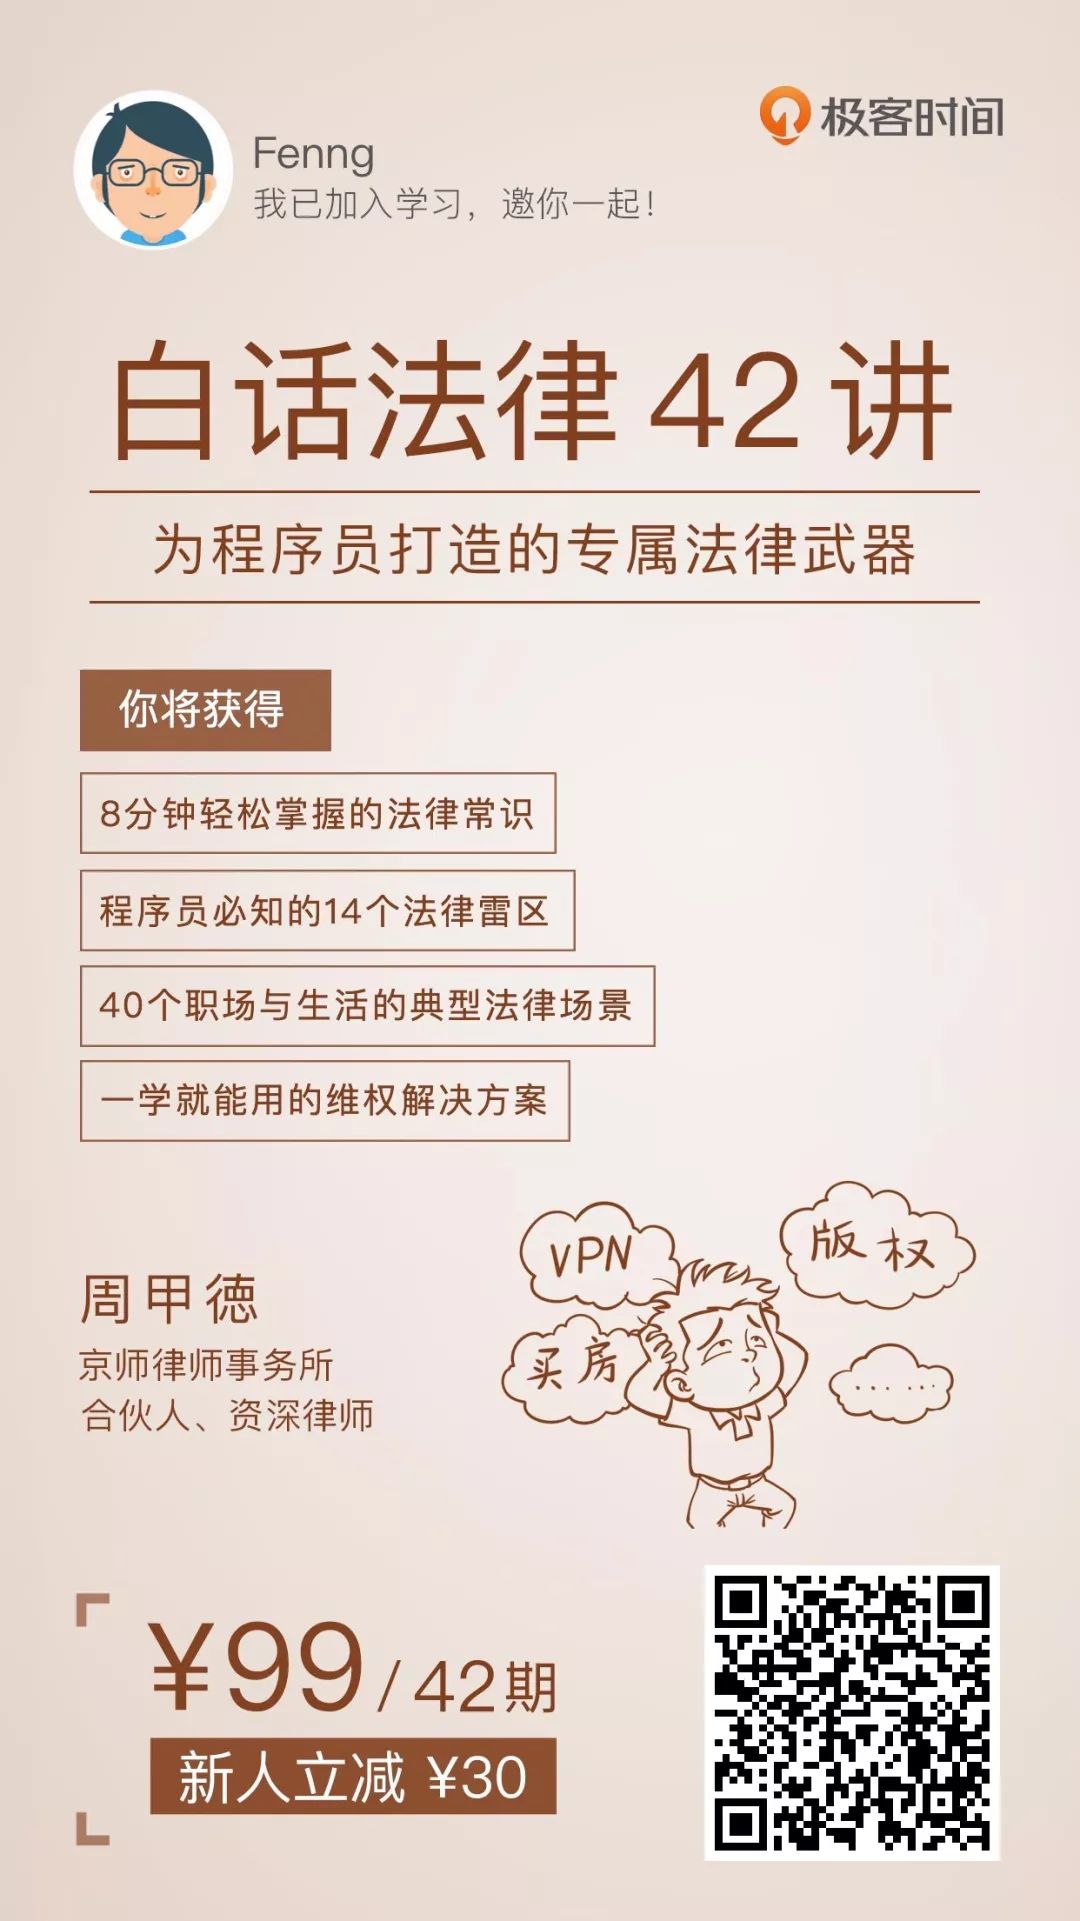 极客时间
Fenng
我已加入学习，邀你一起！
白话法律 42 讲
为程序员打造的专属法律武器
你将获得
8分钟轻松掌握的法律常识
程序员必知的14个法律雷区
40个职场与生活的典型法律场景
一学就能用的维权解决方案
VPN
版权
买房
……
周甲德
京师律师事务所
合伙人、资深律师
¥99 / 42期
新人立减 ¥30